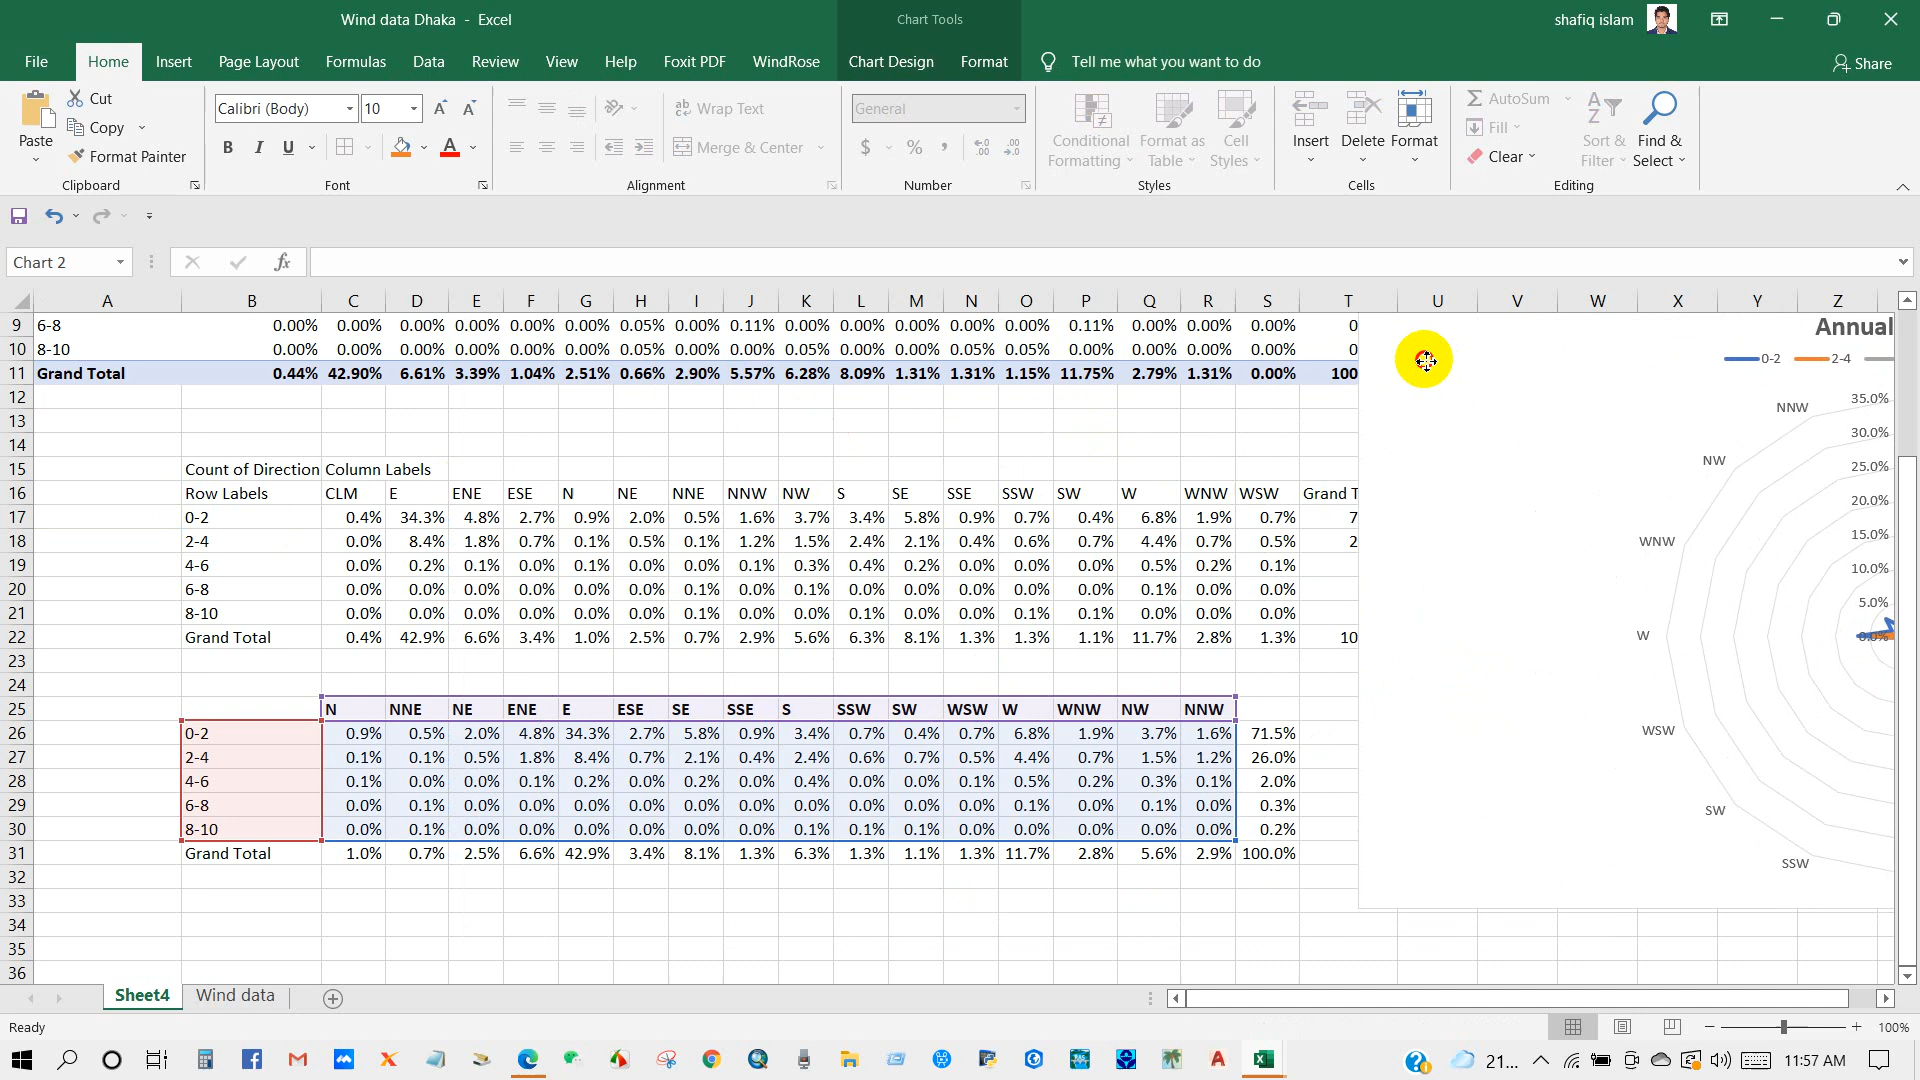 Wind data Dhaka - Excel
Chart Tools
shafiq islam
File Home Insert Page Layout Formulas Data Review View Help Foxit PDF WindRose Chart Design Format Tell me what you want to do Share
Paste
Cut
Copy
Format Painter
Clipboard
Calibri (Body) 10
B I U
Font
Wrap Text
Merge & Center
Alignment
General
$ % ,
Number
Conditional Formatting
Format as Table
Cell Styles
Styles
Insert Delete Format
Cells
AutoSum
Fill
Clear
Sort & Filter
Find & Select
Editing
Chart 2
fx
A B C D E F G H I J K L M N O P Q R S T U V W X Y Z
9 6-8 0.00% 0.00% 0.00% 0.00% 0.00% 0.00% 0.05% 0.00% 0.11% 0.00% 0.00% 0.00% 0.00% 0.00% 0.11% 0.00% 0.00% 0.00% 0
10 8-10 0.00% 0.00% 0.00% 0.00% 0.00% 0.00% 0.05% 0.00% 0.00% 0.05% 0.00% 0.00% 0.05% 0.05% 0.00% 0.00% 0.00% 0.00% 0
11 Grand Total 0.44% 42.90% 6.61% 3.39% 1.04% 2.51% 0.66% 2.90% 5.57% 6.28% 8.09% 1.31% 1.31% 1.15% 11.75% 2.79% 1.31% 0.00% 100
12
13
14
15 Count of Direction Column Labels
16 Row Labels CLM E ENE ESE N NE NNE NNW NW S SE SSE SSW SW W WNW WSW Grand T
17 0-2 0.4% 34.3% 4.8% 2.7% 0.9% 2.0% 0.5% 1.6% 3.7% 3.4% 5.8% 0.9% 0.7% 0.4% 6.8% 1.9% 0.7% 7
18 2-4 0.0% 8.4% 1.8% 0.7% 0.1% 0.5% 0.1% 1.2% 1.5% 2.4% 2.1% 0.4% 0.6% 0.7% 4.4% 0.7% 0.5% 2
19 4-6 0.0% 0.2% 0.1% 0.0% 0.1% 0.0% 0.0% 0.1% 0.3% 0.4% 0.2% 0.0% 0.0% 0.0% 0.5% 0.2% 0.1%
20 6-8 0.0% 0.0% 0.0% 0.0% 0.0% 0.0% 0.1% 0.0% 0.1% 0.0% 0.0% 0.0% 0.0% 0.0% 0.1% 0.0% 0.0%
21 8-10 0.0% 0.0% 0.0% 0.0% 0.0% 0.0% 0.1% 0.0% 0.0% 0.1% 0.0% 0.0% 0.1% 0.1% 0.0% 0.0% 0.0%
22 Grand Total 0.4% 42.9% 6.6% 3.4% 1.0% 2.5% 0.7% 2.9% 5.6% 6.3% 8.1% 1.3% 1.3% 1.1% 11.7% 2.8% 1.3% 10
23
24
25 N NNE NE ENE E ESE SE SSE S SSW SW WSW W WNW NW NNW
26 0-2 0.9% 0.5% 2.0% 4.8% 34.3% 2.7% 5.8% 0.9% 3.4% 0.7% 0.4% 0.7% 6.8% 1.9% 3.7% 1.6% 71.5%
27 2-4 0.1% 0.1% 0.5% 1.8% 8.4% 0.7% 2.1% 0.4% 2.4% 0.6% 0.7% 0.5% 4.4% 0.7% 1.5% 1.2% 26.0%
28 4-6 0.1% 0.0% 0.0% 0.1% 0.2% 0.0% 0.2% 0.0% 0.4% 0.0% 0.0% 0.1% 0.5% 0.2% 0.3% 0.1% 2.0%
29 6-8 0.0% 0.1% 0.0% 0.0% 0.0% 0.0% 0.0% 0.0% 0.0% 0.0% 0.0% 0.0% 0.1% 0.0% 0.1% 0.0% 0.3%
30 8-10 0.0% 0.1% 0.0% 0.0% 0.0% 0.0% 0.0% 0.0% 0.1% 0.1% 0.1% 0.0% 0.0% 0.0% 0.0% 0.0% 0.2%
31 Grand Total 1.0% 0.7% 2.5% 6.6% 42.9% 3.4% 8.1% 1.3% 6.3% 1.3% 1.1% 1.3% 11.7% 2.8% 5.6% 2.9% 100.0%
32
33
34
35
36
Annual
0-2 2-4
35.0%
NNW
30.0%
NW
25.0%
20.0%
15.0%
WNW
10.0%
5.0%
W
0.0%
WSW
SW
SSW
Sheet4 Wind data
Ready
100%
21...
11:57 AM